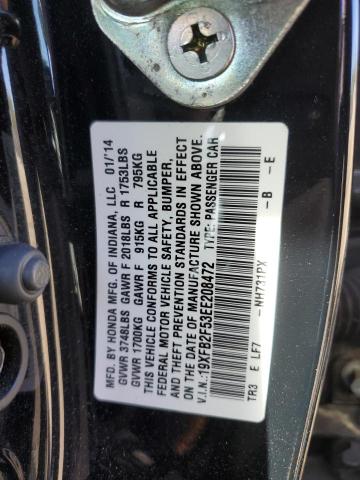 MFD. BY HONDA MFG. OF INDIANA, LLC 01/'14
GVWR 3748LBS GAWR F 2018LBS R 1753LBS
GVWR 1700KG GAWR F 915KG R 795KG
THIS VEHICLE CONFORMS TO ALL APPLICABLE
FEDERAL MOTOR VEHICLE SAFETY, BUMPER,
AND THEFT PREVENTION STANDARDS IN EFFECT
ON THE DATE OF MANUFACTURE SHOWN ABOVE.
V.I.N.: 19XFB2F53EE208472 TYPE: PASSENGER CAR
-NH731PX -B -E
TR3 E LF7